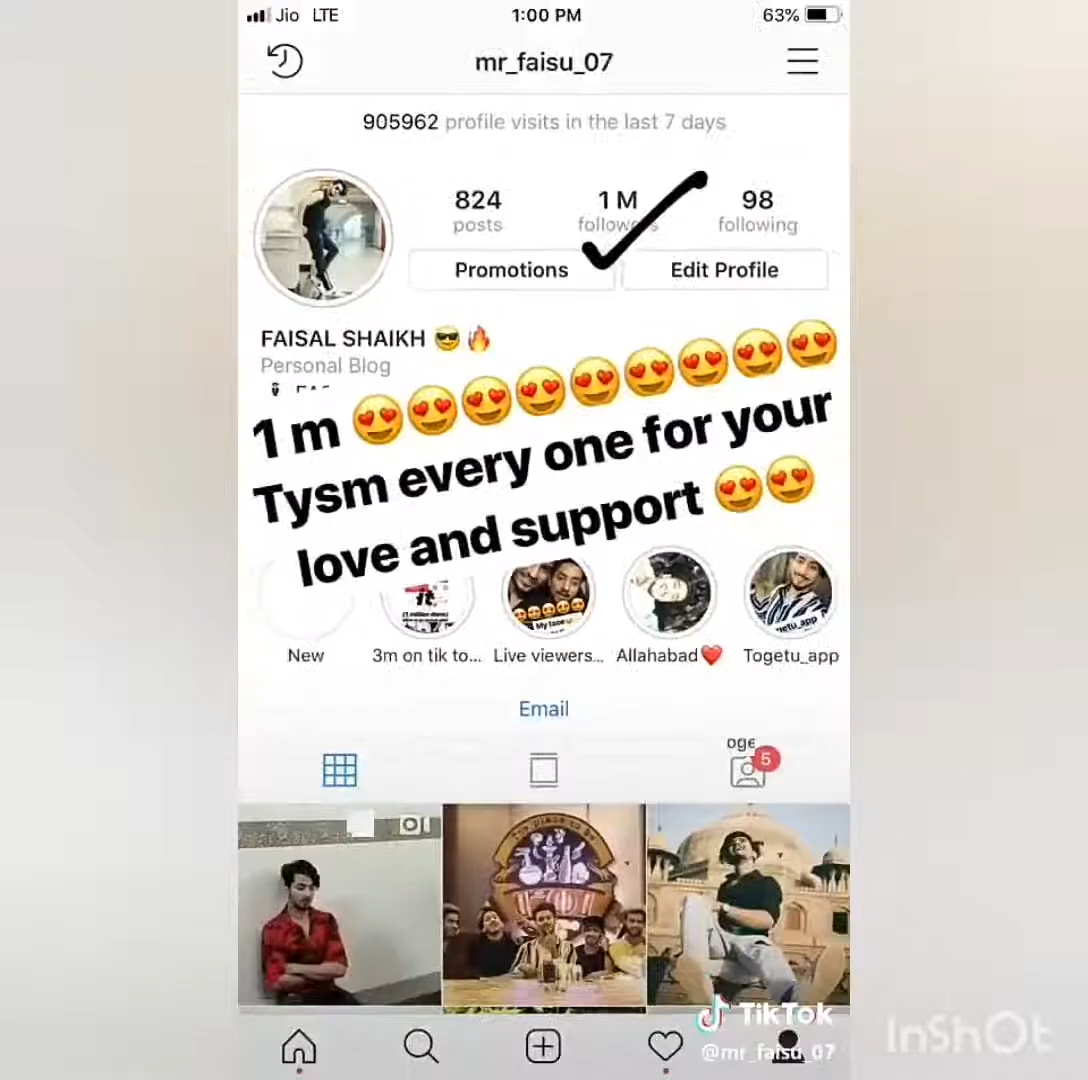 Jio LTE 1:00 PM 63%
mr_faisu_07
905962 profile visits in the last 7 days
824 1 M 98
posts followers following
Promotions Edit Profile
FAISAL SHAIKH 😎🔥
Personal Blog
1 m 😍😍😍😍😍😍😍😍😍
Tysm every one for your
love and support 😍😍
New 3m on tik to... Live viewers... Allahabad❤️ Togetu_app
Email
5
TikTok
@mr_faisu_07
InShOt